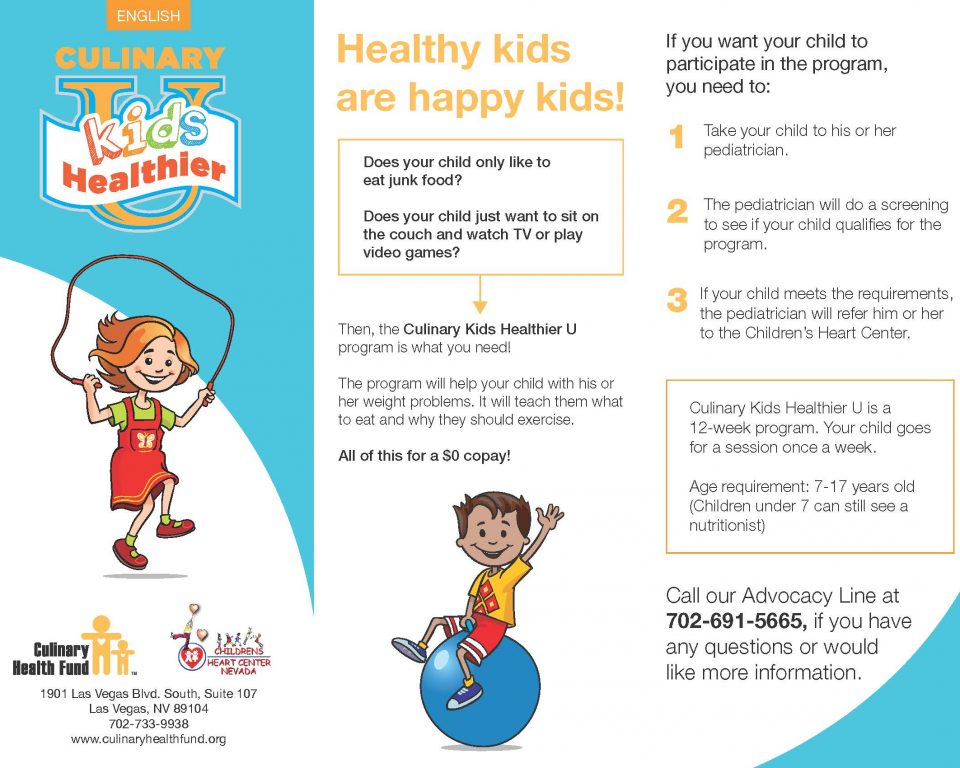 ENGLISH
CULINARY
U
kids
Healthier
Culinary
Health Fund™
CHILDRENS
HEART CENTER
NEVADA
1901 Las Vegas Blvd. South, Suite 107
Las Vegas, NV 89104
702-733-9938
www.culinaryhealthfund.org
Healthy kids
are happy kids!
Does your child only like to
eat junk food?
Does your child just want to sit on
the couch and watch TV or play
video games?
Then, the Culinary Kids Healthier U
program is what you need!
The program will help your child with his or
her weight problems. It will teach them what
to eat and why they should exercise.
All of this for a $0 copay!
If you want your child to
participate in the program,
you need to:
1 Take your child to his or her
pediatrician.
2 The pediatrician will do a screening
to see if your child qualifies for the
program.
3 If your child meets the requirements,
the pediatrician will refer him or her
to the Children's Heart Center.
Culinary Kids Healthier U is a
12-week program. Your child goes
for a session once a week.
Age requirement: 7-17 years old
(Children under 7 can still see a
nutritionist)
Call our Advocacy Line at
702-691-5665, if you have
any questions or would
like more information.